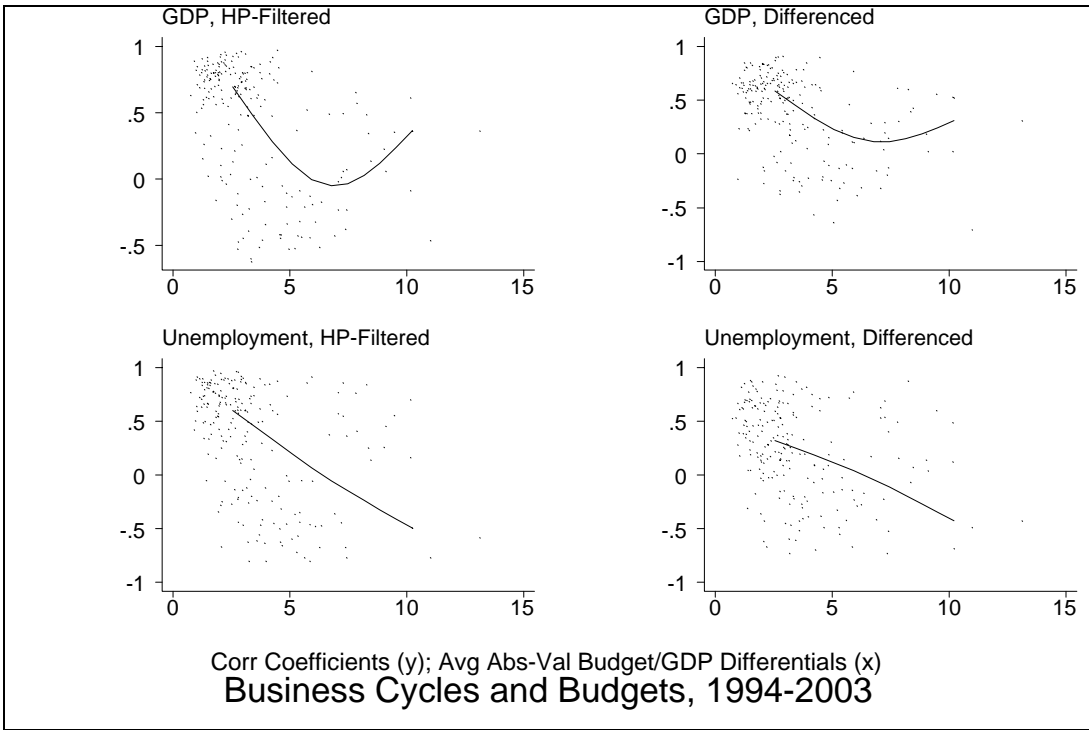 GDP, HP-Filtered
1
.5
0
-.5
0 5 10 15
GDP, Differenced
1
.5
0
-.5
-1
0 5 10 15
Unemployment, HP-Filtered
1
.5
0
-.5
-1
0 5 10 15
Unemployment, Differenced
1
.5
0
-.5
-1
0 5 10 15
Corr Coefficients (y); Avg Abs-Val Budget/GDP Differentials (x)
Business Cycles and Budgets, 1994-2003